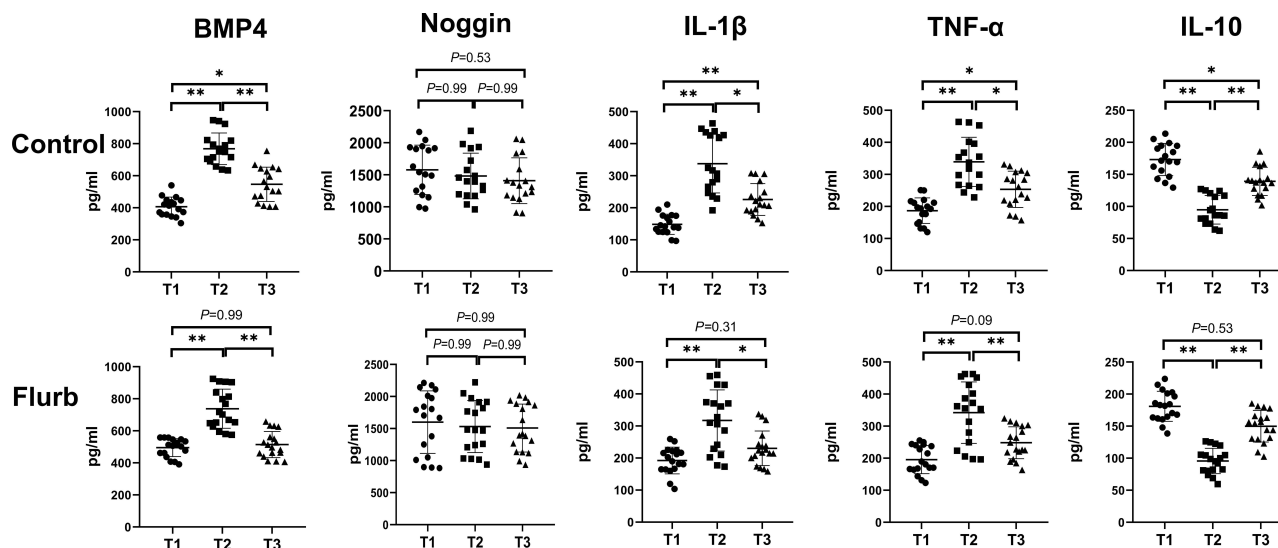 BMP4 Noggin IL-1β TNF-α IL-10
Control
* ** **
P=0.53 P=0.99 P=0.99
** ** *
* ** *
* ** **
pg/ml 1000 800 600 400 200 0 T1 T2 T3
pg/ml 2500 2000 1500 1000 500 0 T1 T2 T3
pg/ml 500 400 300 200 100 0 T1 T2 T3
pg/ml 500 400 300 200 100 0 T1 T2 T3
pg/ml 250 200 150 100 50 0 T1 T2 T3
Flurb
P=0.99 ** **
P=0.99 P=0.99 P=0.99
P=0.31 ** *
P=0.09 ** **
P=0.53 ** **
pg/ml 1000 800 600 400 200 0 T1 T2 T3
pg/ml 2500 2000 1500 1000 500 0 T1 T2 T3
pg/ml 500 400 300 200 100 0 T1 T2 T3
pg/ml 500 400 300 200 100 0 T1 T2 T3
pg/ml 250 200 150 100 50 0 T1 T2 T3